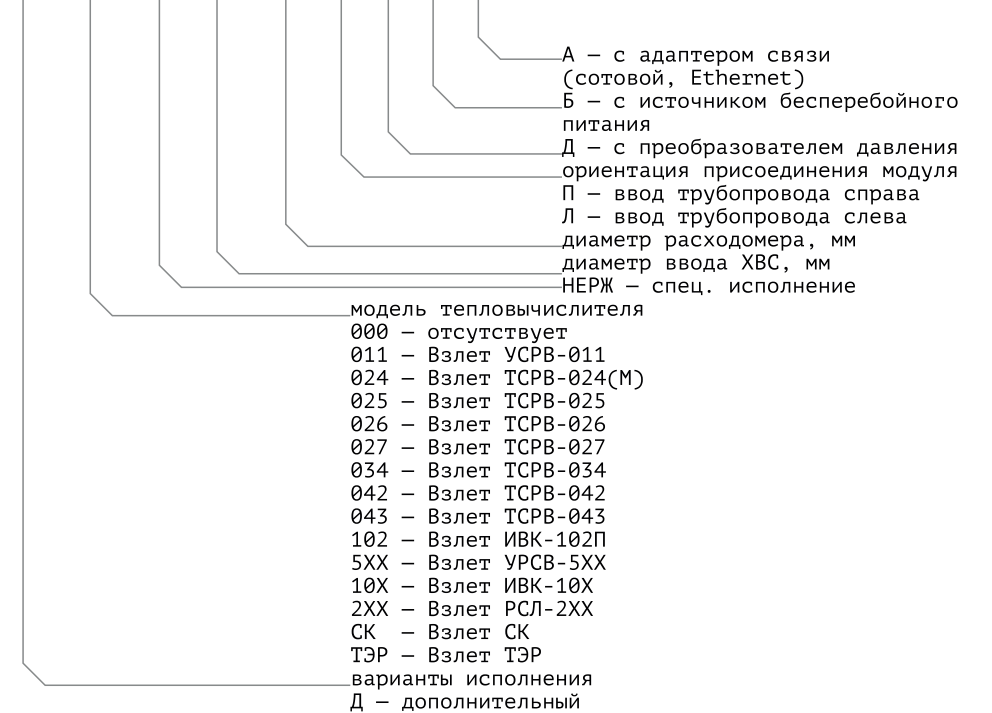 А — с адаптером связи
(сотовой, Ethernet)
Б — с источником бесперебойного
питания
Д — с преобразователем давления
ориентация присоединения модуля
П — ввод трубопровода справа
Л — ввод трубопровода слева
диаметр расходомера, мм
диаметр ввода ХВС, мм
НЕРЖ — спец. исполнение
модель тепловычислителя
000 — отсутствует
011 — Взлет УСРВ-011
024 — Взлет ТСРВ-024(М)
025 — Взлет ТСРВ-025
026 — Взлет ТСРВ-026
027 — Взлет ТСРВ-027
034 — Взлет ТСРВ-034
042 — Взлет ТСРВ-042
043 — Взлет ТСРВ-043
102 — Взлет ИВК-102П
5ХХ — Взлет УРСВ-5ХХ
10Х — Взлет ИВК-10Х
2ХХ — Взлет РСЛ-2ХХ
СК — Взлет СК
ТЭР — Взлет ТЭР
варианты исполнения
Д — дополнительный